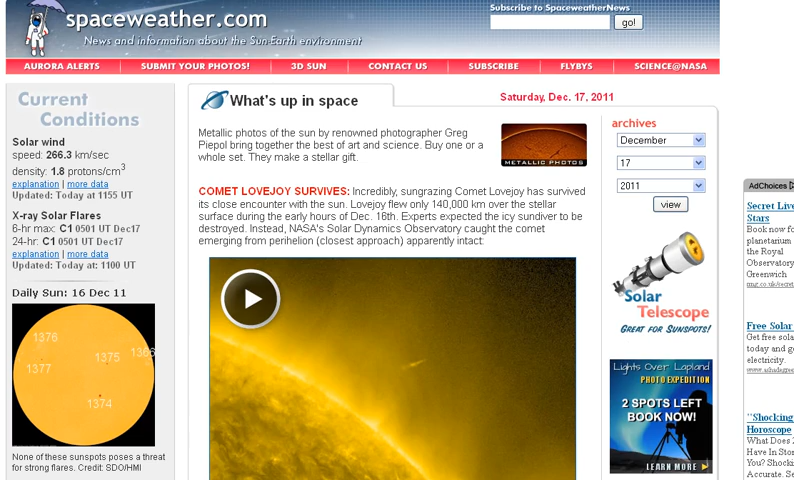 spaceweather.com
News and information about the Sun-Earth environment
Subscribe to SpaceweatherNews
go!
AURORA ALERTS
SUBMIT YOUR PHOTOS!
3D SUN
CONTACT US
SUBSCRIBE
FLYBYS
SCIENCE@NASA
Current
Conditions
Solar wind
speed: 266.3 km/sec
density: 1.8 protons/cm3
explanation | more data
Updated: Today at 1155 UT
X-ray Solar Flares
6-hr max: C1 0501 UT Dec17
24-hr: C1 0501 UT Dec17
explanation | more data
Updated: Today at: 1100 UT
Daily Sun: 16 Dec 11
1376
1375
1386
1377
1374
None of these sunspots poses a threat
for strong flares. Credit: SDO/HMI
What's up in space
Saturday, Dec. 17, 2011
Metallic photos of the sun by renowned photographer Greg
Piepol bring together the best of art and science. Buy one or a
whole set. They make a stellar gift.
METALLIC PHOTOS
COMET LOVEJOY SURVIVES: Incredibly, sungrazing Comet Lovejoy has survived
its close encounter with the sun. Lovejoy flew only 140,000 km over the stellar
surface during the early hours of Dec. 16th. Experts expected the icy sundiver to be
destroyed. Instead, NASA's Solar Dynamics Observatory caught the comet
emerging from perihelion (closest approach) apparently intact:
archives
December
17
2011
view
Solar
Telescope
GREAT FOR SUNSPOTS!
Lights Over Lapland
PHOTO EXPEDITION
2 SPOTS LEFT
BOOK NOW!
LEARN MORE
AdChoices
Secret Live
Stars
Book now fo
planetarium
the Royal
Observatory
Greenwich
rmg.co.uk/secret
Free Solar
Get free sola
today and ge
electricity.
"Shocking
Horoscope
What Does 2
Have In Stor
You? Shocki
Accurate. Se